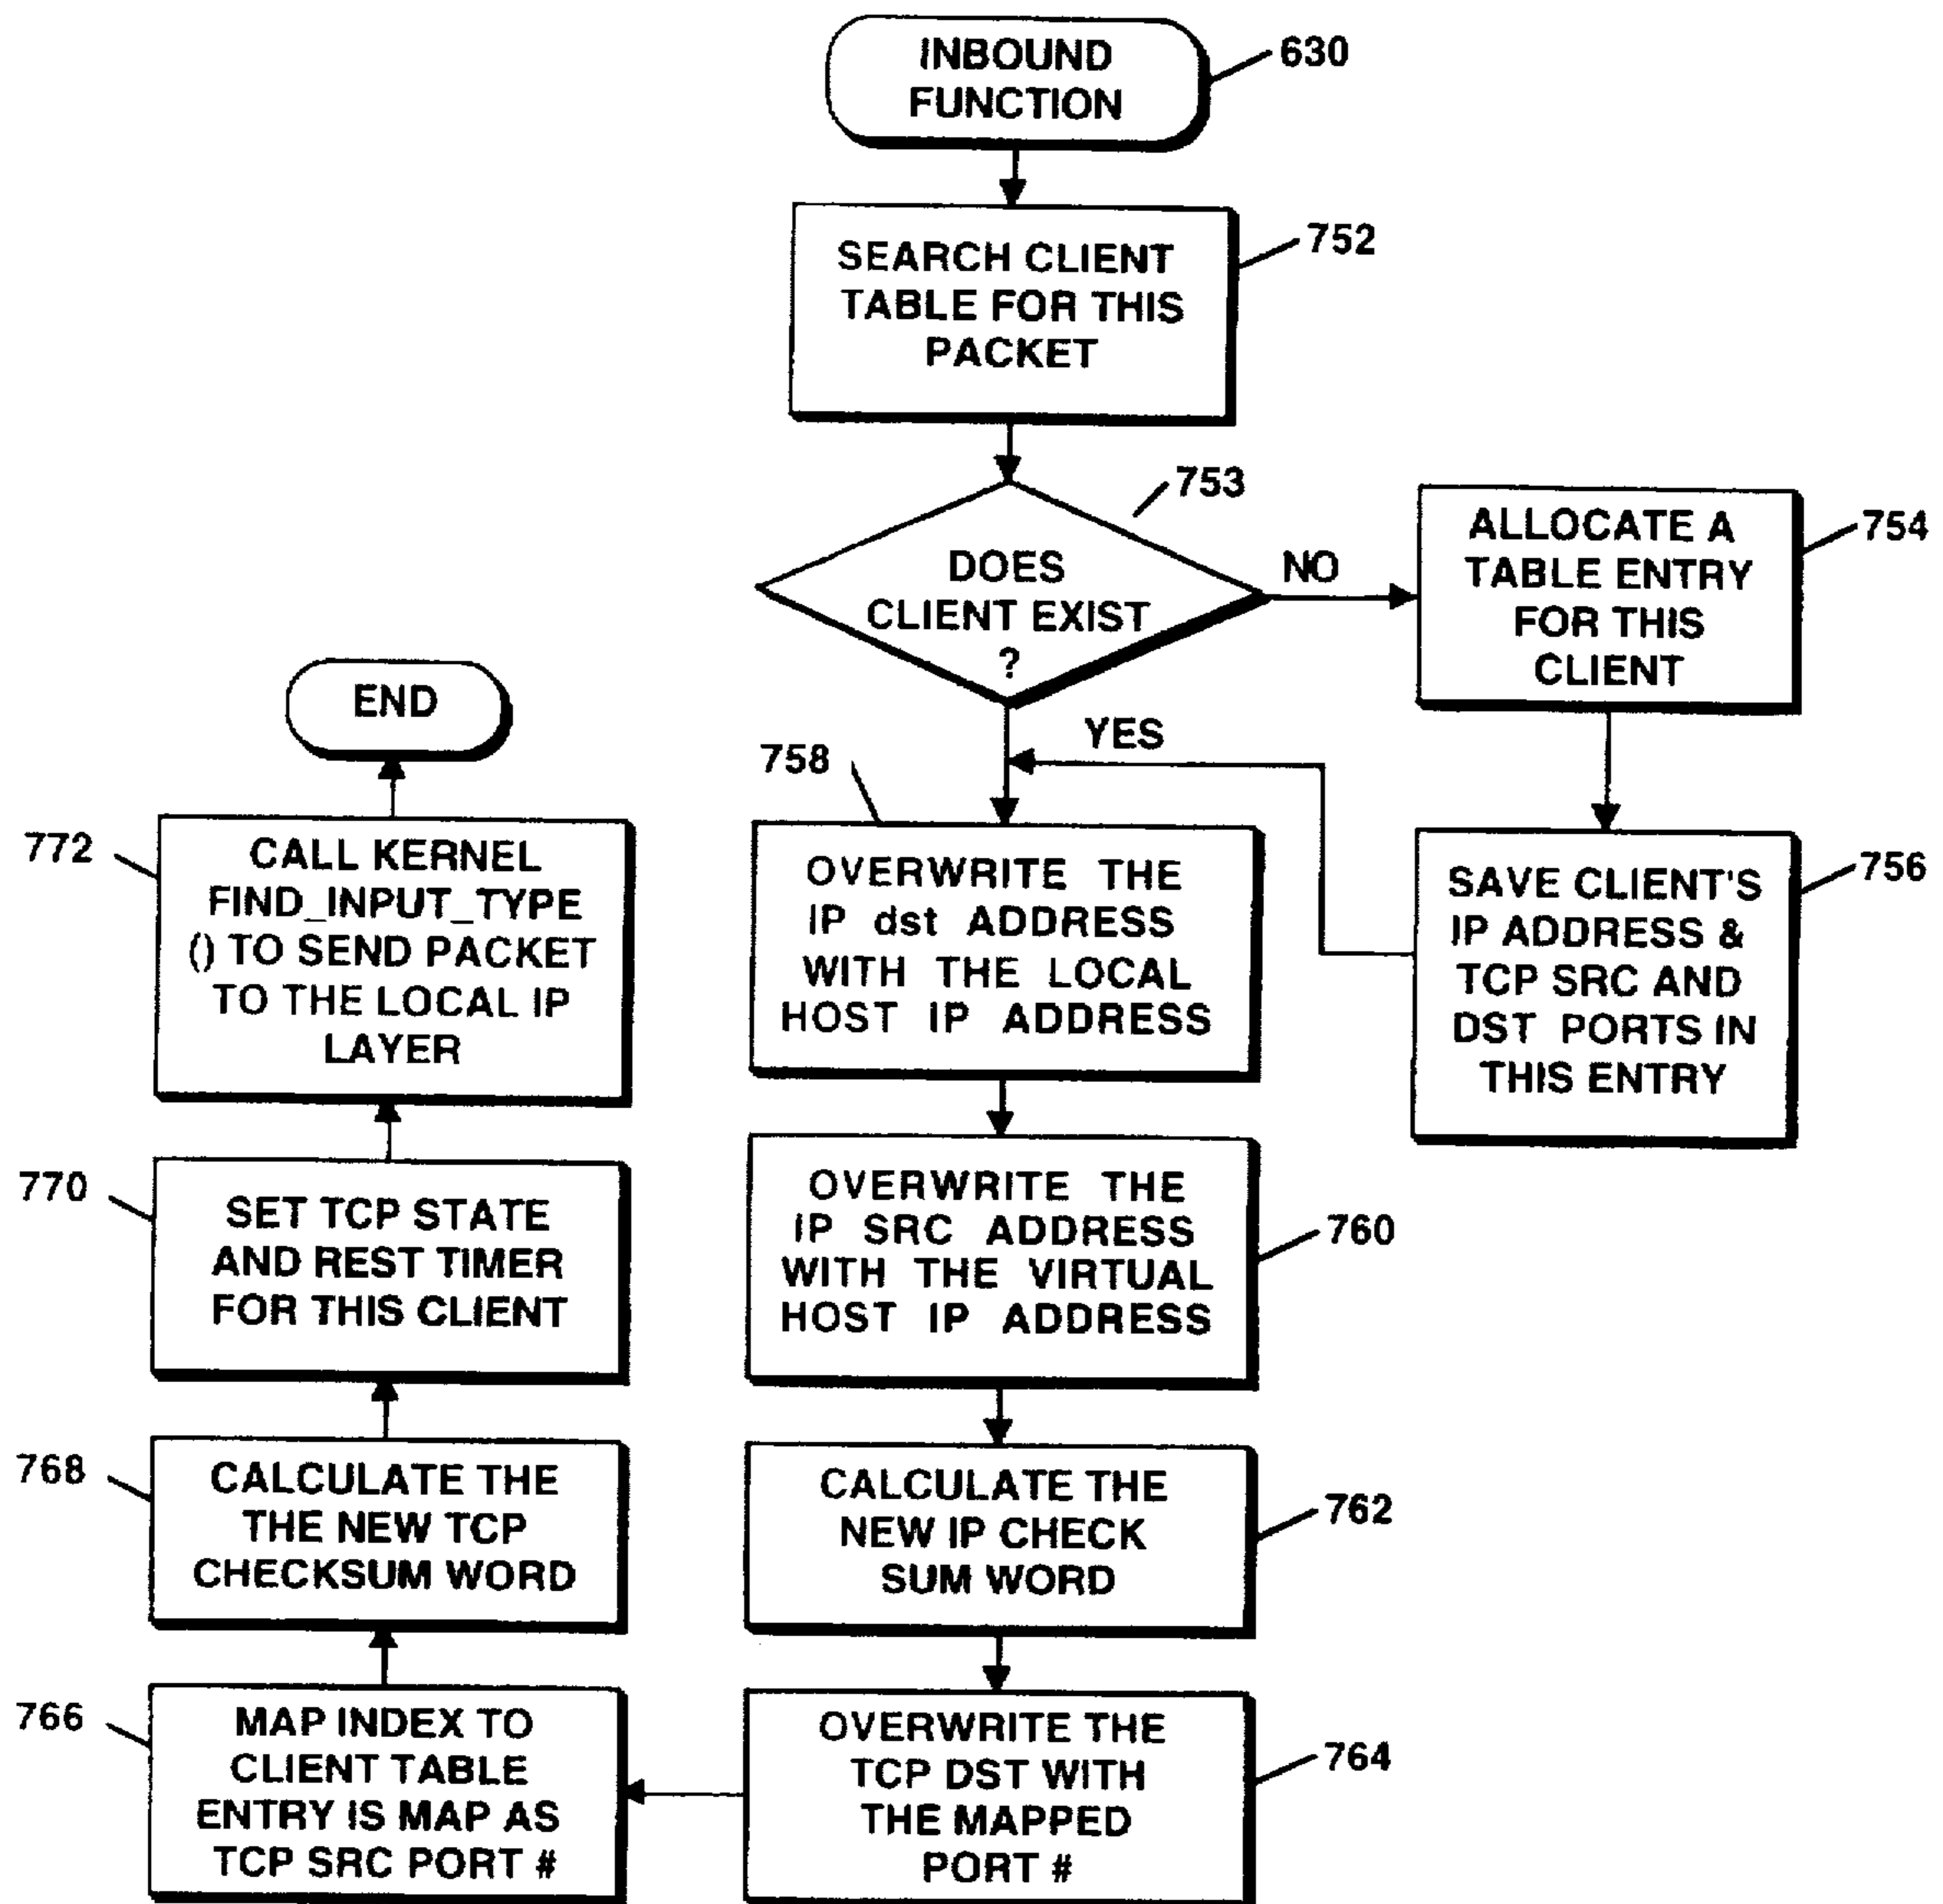 INBOUND
FUNCTION
630
SEARCH CLIENT
TABLE FOR THIS
PACKET
752
DOES
CLIENT EXIST
?
753
NO
YES
ALLOCATE A
TABLE ENTRY
FOR THIS
CLIENT
754
SAVE CLIENT'S
IP ADDRESS &
TCP SRC AND
DST PORTS IN
THIS ENTRY
756
758
OVERWRITE THE
IP dst ADDRESS
WITH THE LOCAL
HOST IP ADDRESS
OVERWRITE THE
IP SRC ADDRESS
WITH THE VIRTUAL
HOST IP ADDRESS
760
CALCULATE THE
NEW IP CHECK
SUM WORD
762
OVERWRITE THE
TCP DST WITH
THE MAPPED
PORT #
764
766
MAP INDEX TO
CLIENT TABLE
ENTRY IS MAP AS
TCP SRC PORT #
768
CALCULATE THE
THE NEW TCP
CHECKSUM WORD
770
SET TCP STATE
AND REST TIMER
FOR THIS CLIENT
772
CALL KERNEL
FIND_INPUT_TYPE
() TO SEND PACKET
TO THE LOCAL IP
LAYER
END